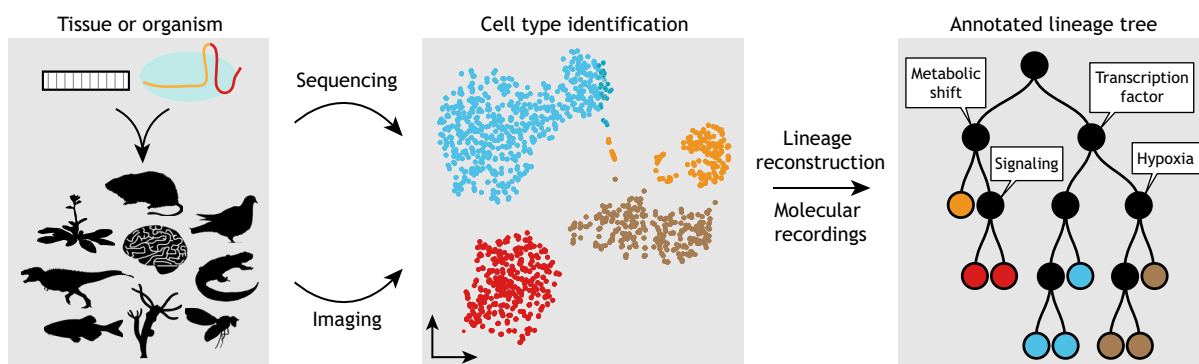 Tissue or organism
Cell type identification
Annotated lineage tree
Sequencing
Imaging
Lineage
reconstruction
Molecular
recordings
Metabolic
shift
Transcription
factor
Signaling
Hypoxia